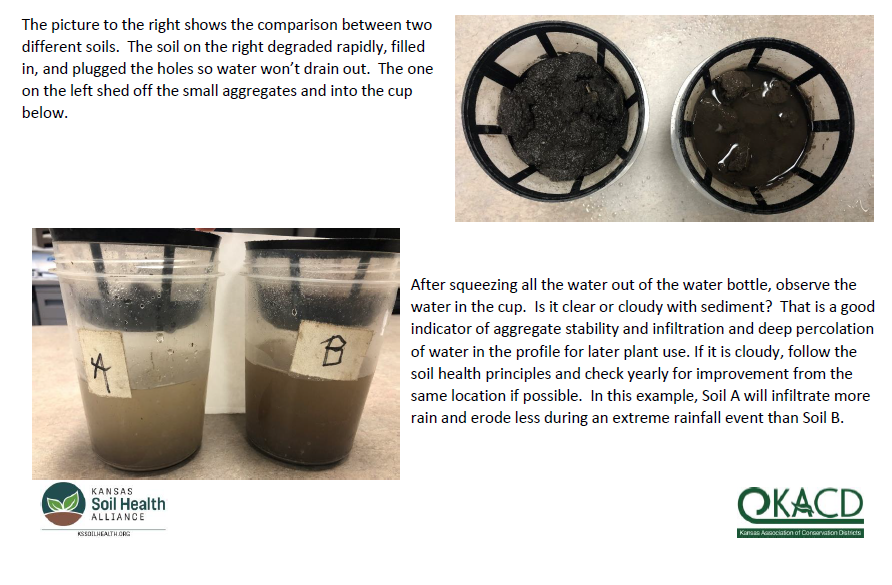 The picture to the right shows the comparison between two
different soils.  The soil on the right degraded rapidly, filled
in, and plugged the holes so water won’t drain out.  The one
on the left shed off the small aggregates and into the cup
below.
A
B
After squeezing all the water out of the water bottle, observe the
water in the cup.  Is it clear or cloudy with sediment?  That is a good
indicator of aggregate stability and infiltration and deep percolation
of water in the profile for later plant use. If it is cloudy, follow the
soil health principles and check yearly for improvement from the
same location if possible.  In this example, Soil A will infiltrate more
rain and erode less during an extreme rainfall event than Soil B.
KANSAS
Soil Health
ALLIANCE
KSSOILHEALTH.ORG
KACD
Kansas Association of Conservation Districts